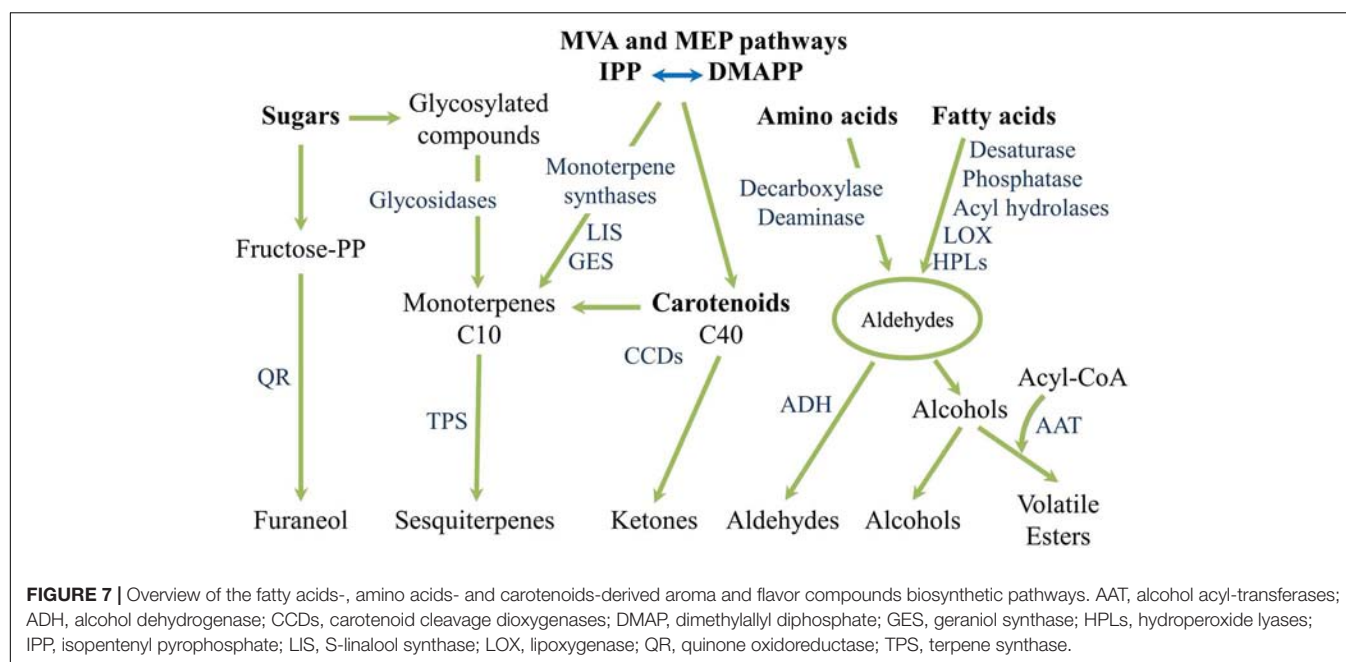 MVA and MEP pathways
IPP DMAPP
Sugars
Glycosylated
compounds
Amino acids
Fatty acids
Monoterpene
synthases
Desaturase
Phosphatase
Acyl hydrolases
LOX
HPLs
Glycosidases
Decarboxylase
Deaminase
LIS
GES
Fructose-PP
Monoterpenes
C10
Carotenoids
C40
Aldehydes
CCDs
QR
TPS
ADH
Acyl-CoA
Alcohols
AAT
Furaneol
Sesquiterpenes
Ketones
Aldehydes
Alcohols
Volatile
Esters
FIGURE 7 | Overview of the fatty acids-, amino acids- and carotenoids-derived aroma and flavor compounds biosynthetic pathways. AAT, alcohol acyl-transferases;
ADH, alcohol dehydrogenase; CCDs, carotenoid cleavage dioxygenases; DMAP, dimethylallyl diphosphate; GES, geraniol synthase; HPLs, hydroperoxide lyases;
IPP, isopentenyl pyrophosphate; LIS, S-linalool synthase; LOX, lipoxygenase; QR, quinone oxidoreductase; TPS, terpene synthase.